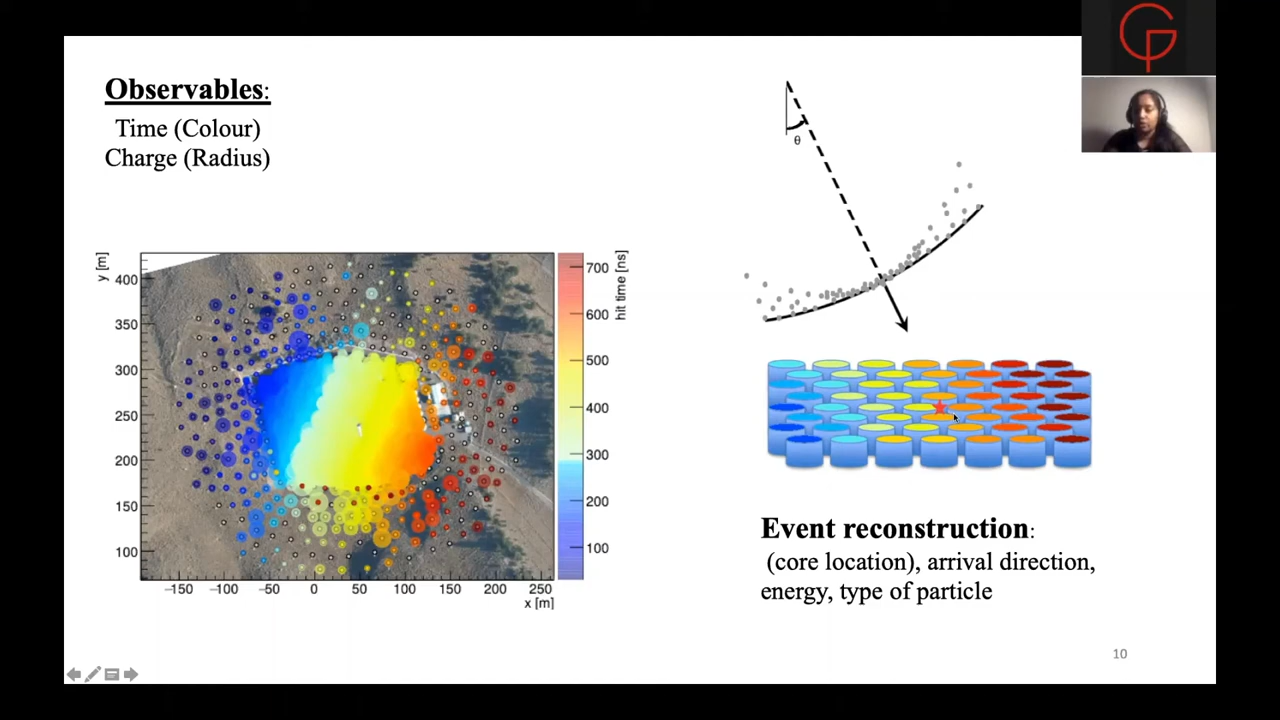 Observables:
Time (Colour)
Charge (Radius)
θ
y [m]
400
350
300
250
200
150
100
−150
−100
−50
0
50
100
150
200
250
x [m]
700
600
500
400
300
200
100
hit time [ns]
Event reconstruction:
(core location), arrival direction,
energy, type of particle
10